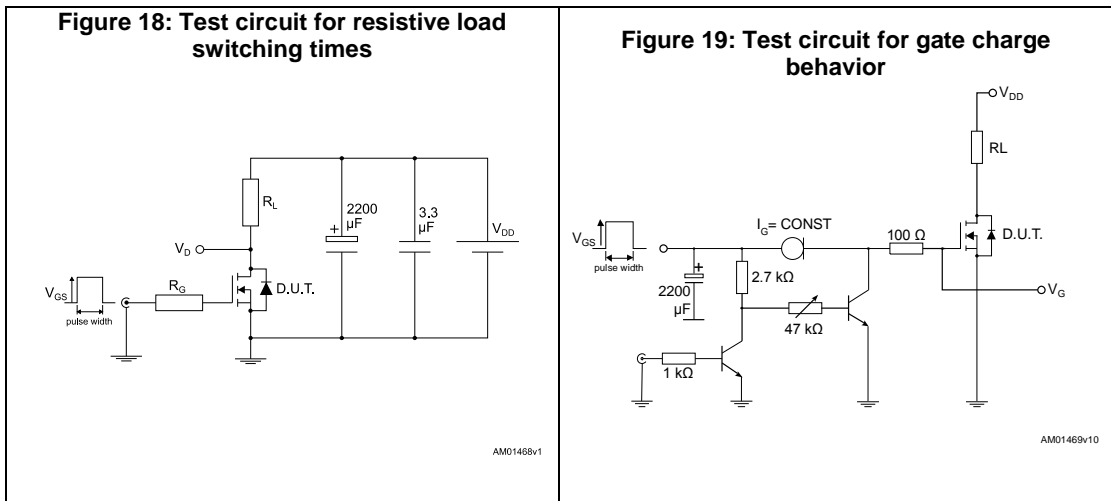 Figure 18: Test circuit for resistive load
switching times
R_L
2200
µF
+
3.3
µF
V_DD
V_D
V_GS
pulse width
R_G
D.U.T.
AM01468v1
Figure 19: Test circuit for gate charge
behavior
V_DD
RL
I_G= CONST
100 Ω
D.U.T.
V_GS
pulse width
+
2200
µF
2.7 kΩ
47 kΩ
V_G
1 kΩ
AM01469v10